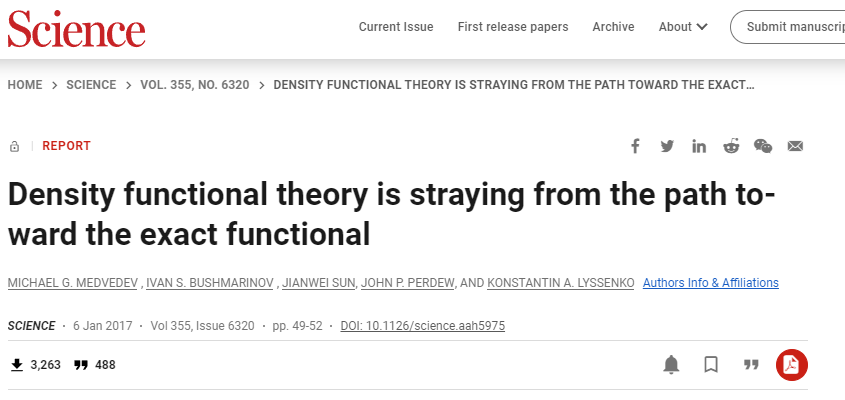 Science
Current Issue First release papers Archive About Submit manuscrip
HOME > SCIENCE > VOL. 355, NO. 6320 > DENSITY FUNCTIONAL THEORY IS STRAYING FROM THE PATH TOWARD THE EXACT…
REPORT
Density functional theory is straying from the path to-
ward the exact functional
MICHAEL G. MEDVEDEV , IVAN S. BUSHMARINOV , JIANWEI SUN, JOHN P. PERDEW, AND KONSTANTIN A. LYSSENKO Authors Info & Affiliations
SCIENCE · 6 Jan 2017 · Vol 355, Issue 6320 · pp. 49-52 · DOI: 10.1126/science.aah5975
3,263 488